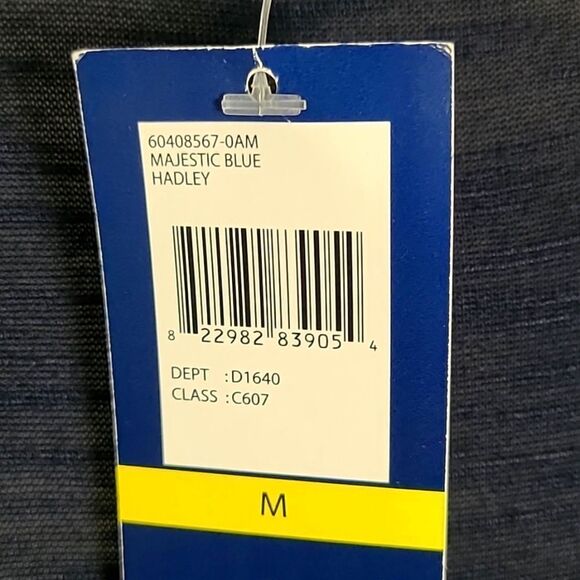 60408567-0AM
MAJESTIC BLUE
HADLEY
8 22982 83905 4
DEPT :D1640
CLASS :C607
M